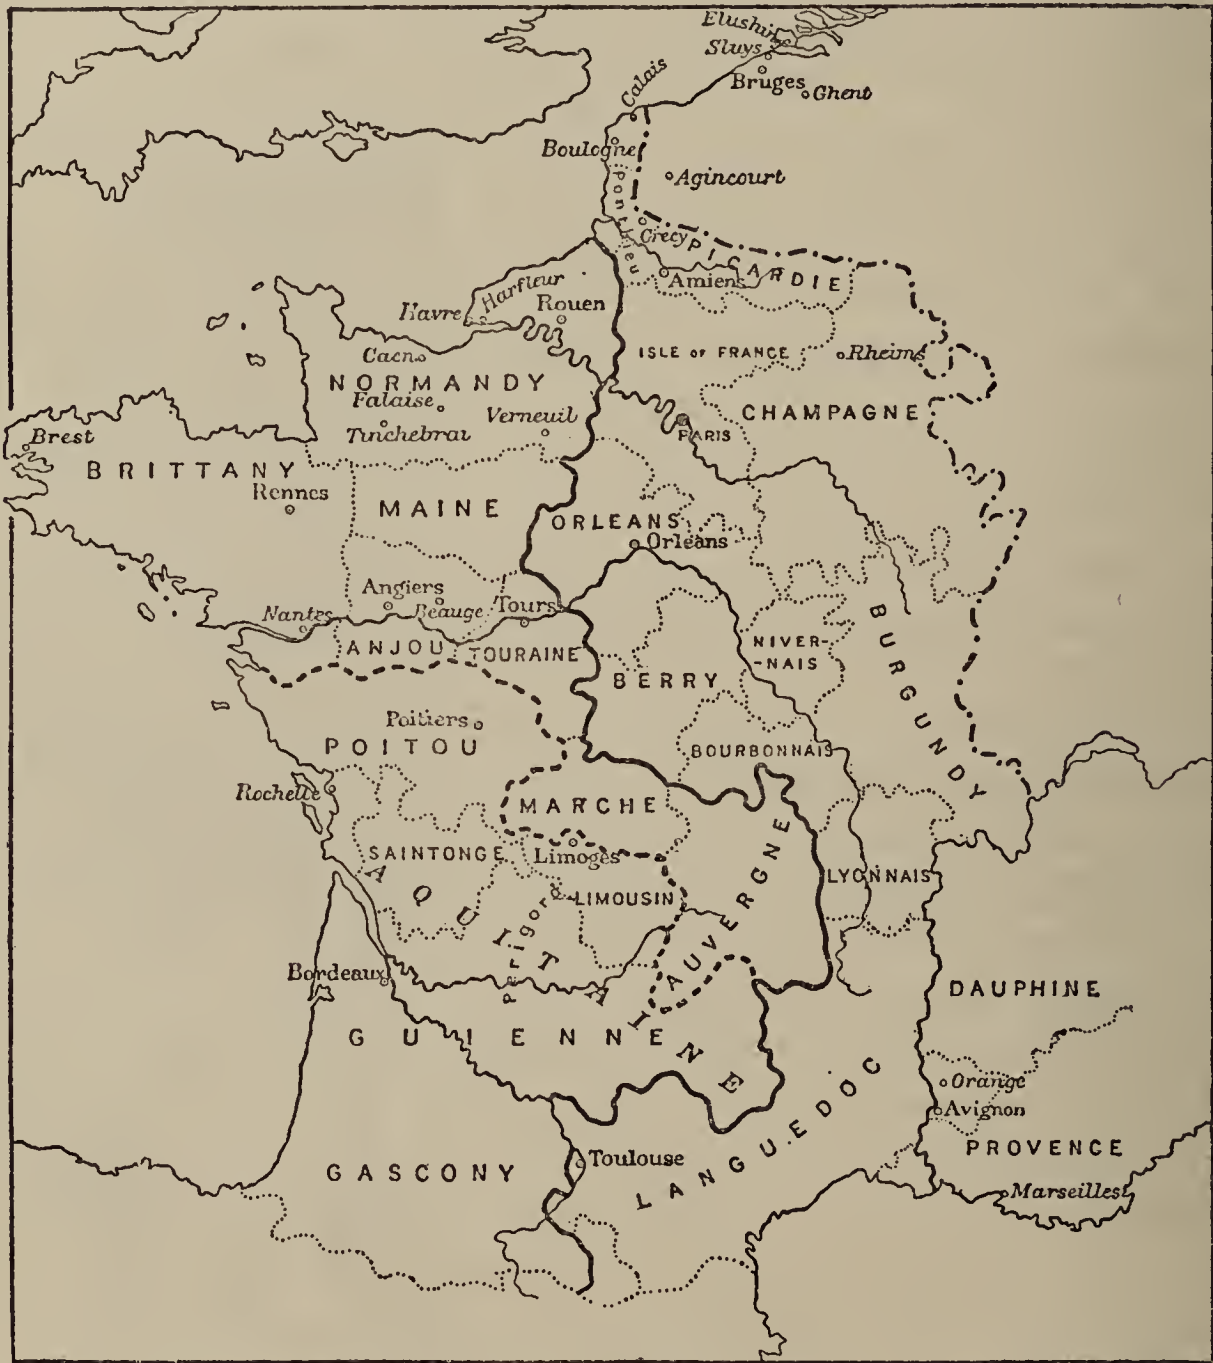 Flushing
Sluys
Bruges
Ghent
Calais
Boulogne
Agincourt
Ponthieu
Crecy
PICARDIE
Amiens
Harfleur
Havre
Rouen
ISLE OF FRANCE
Rheims
Caen
NORMANDY
Falaise
Verneuil
Tinchebrai
CHAMPAGNE
PARIS
Brest
BRITTANY
Rennes
MAINE
ORLEANS
Orleans
Angiers
Beauge
Tours
Nantes
ANJOU
TOURAINE
BERRY
NIVER-
-NAIS
BURGUNDY
Poitiers
POITOU
BOURBONNAIS
Rochelle
MARCHE
SAINTONGE
Limoges
LIMOUSIN
Perigord
AUVERGNE
LYONNAIS
AQUITAINE
Bordeaux
GUIENNE
DAUPHINE
Orange
Avignon
PROVENCE
LANGUEDOC
GASCONY
Toulouse
Marseilles